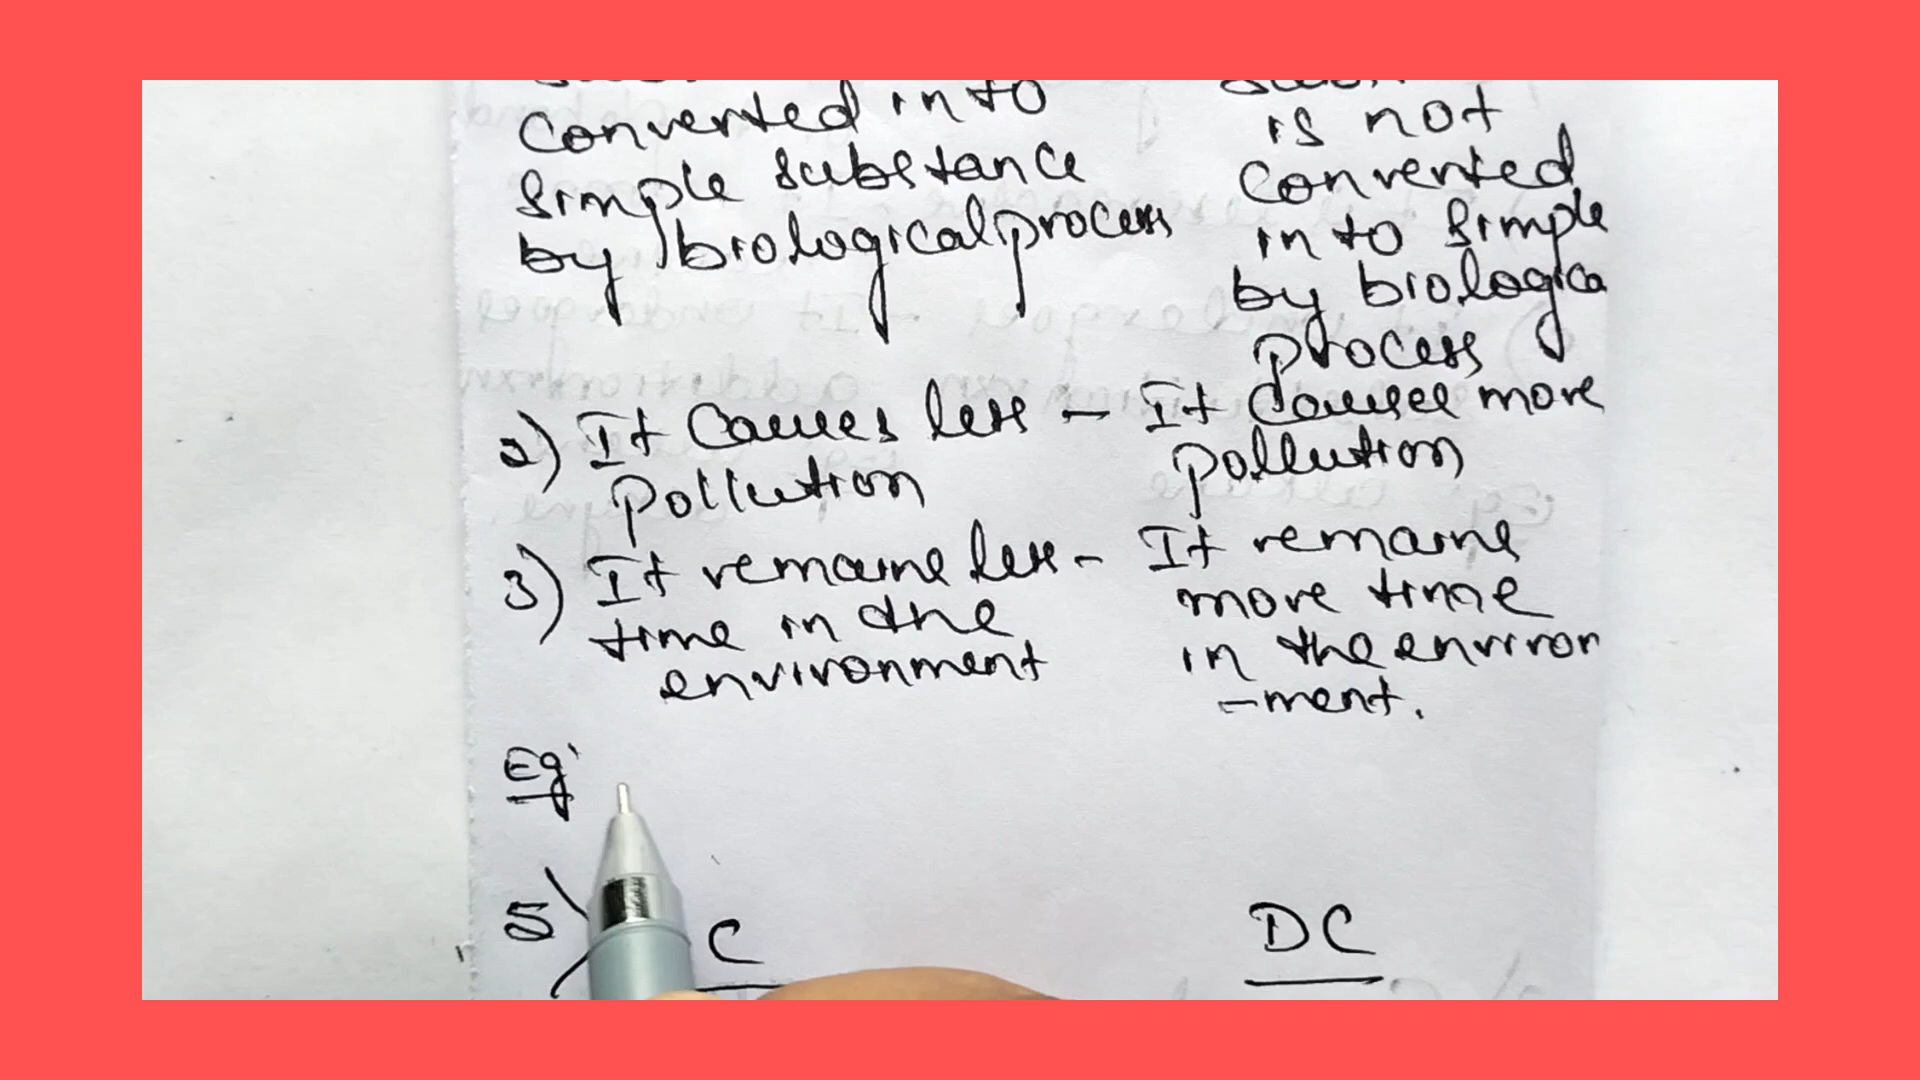 Converted into
Simple substance
by biological process
is not
Converted
into simple
by biologica
process
2) It Causes less - It Causes more
pollution
pollution
3) It remains less - It remains
time in the
more time
environment
in the environ
-ment.
Eg:
5) C
DC